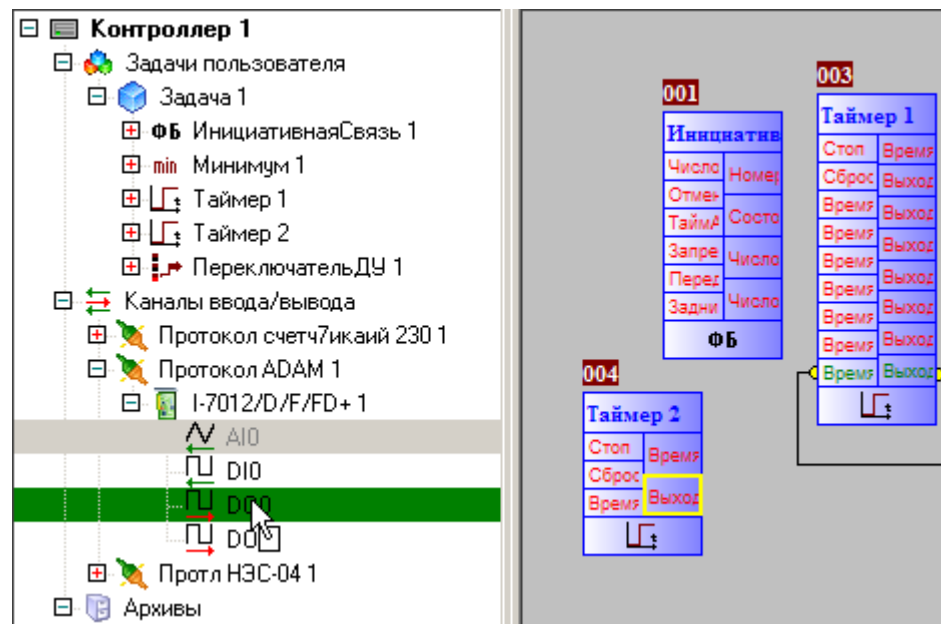 Контроллер 1
Задачи пользователя
Задача 1
ФБ ИнициативнаяСвязь 1
min Минимум 1
Таймер 1
Таймер 2
ПереключательДУ 1
Каналы ввода/вывода
Протокол счетч7икаий 230 1
Протокол ADAM 1
I-7012/D/F/FD+ 1
AI0
DI0
DO0
Протл НЭС-04 1
Архивы
001
Инициатив
Число
Отмен
ТаймА
Запре
Перед
Задни
Номер
Состо
Число
Число
ФБ
003
Таймер 1
Стоп
Сброс
Время
Время
Время
Время
Время
Время
Время
Время
Выход
Выход
Выход
Выход
Выход
Выход
Выход
Выход
004
Таймер 2
Стоп
Сброс
Время
Время
Выход